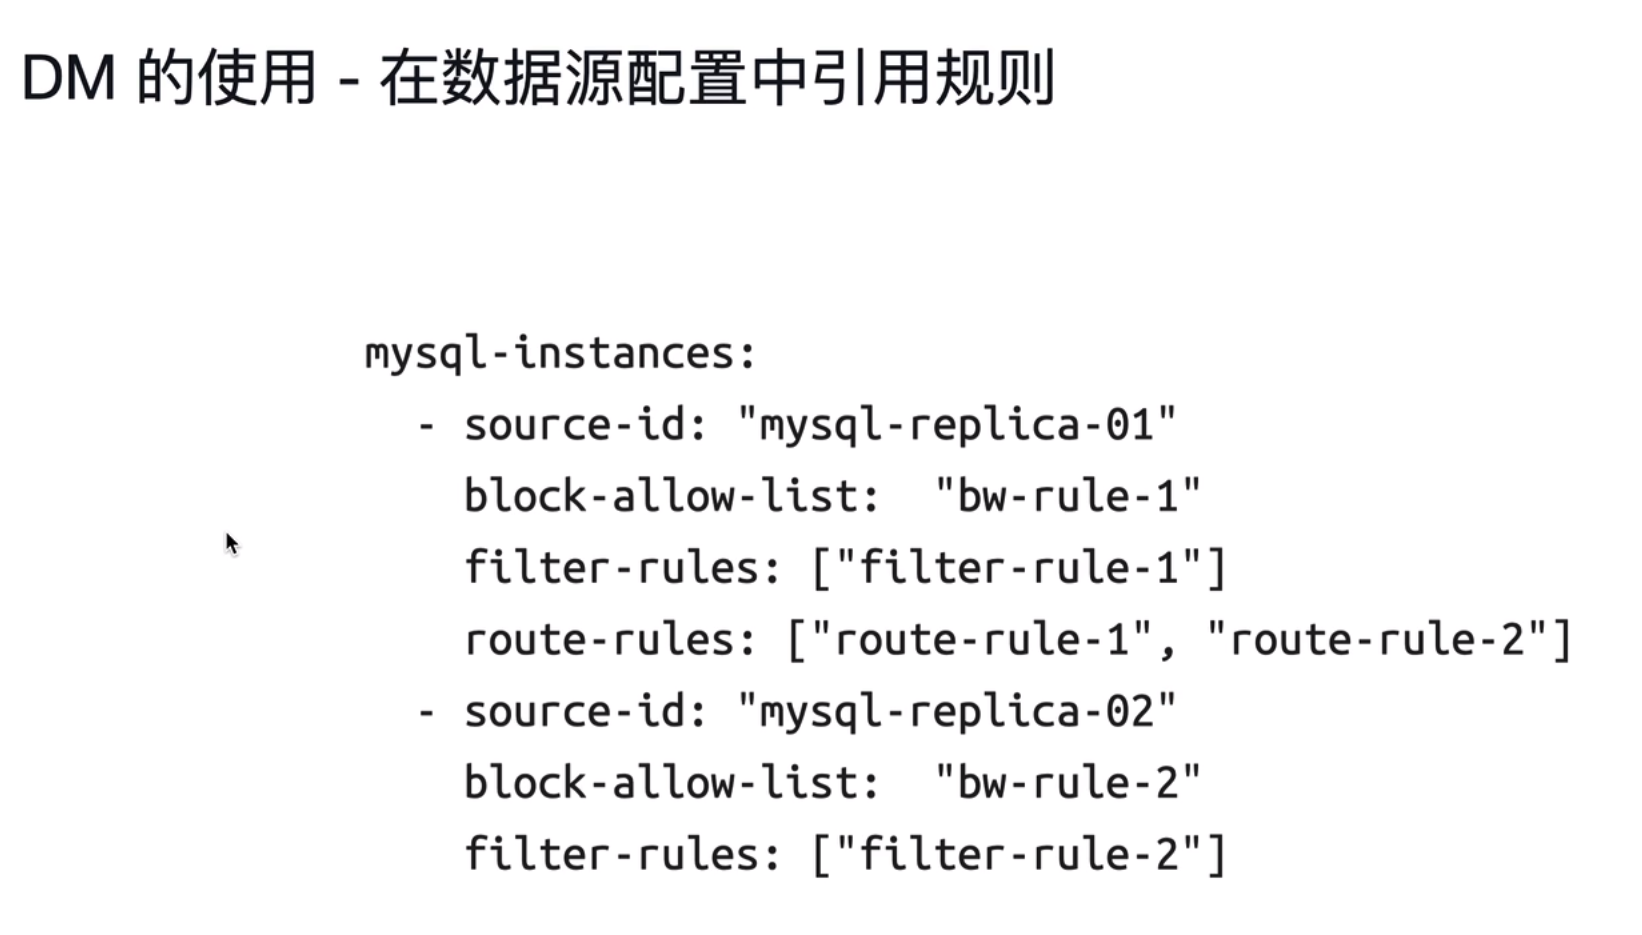 DM 的使用 - 在数据源配置中引用规则
mysql-instances:
  - source-id: "mysql-replica-01"
    block-allow-list:  "bw-rule-1"
    filter-rules: ["filter-rule-1"]
    route-rules: ["route-rule-1", "route-rule-2"]
  - source-id: "mysql-replica-02"
    block-allow-list:  "bw-rule-2"
    filter-rules: ["filter-rule-2"]